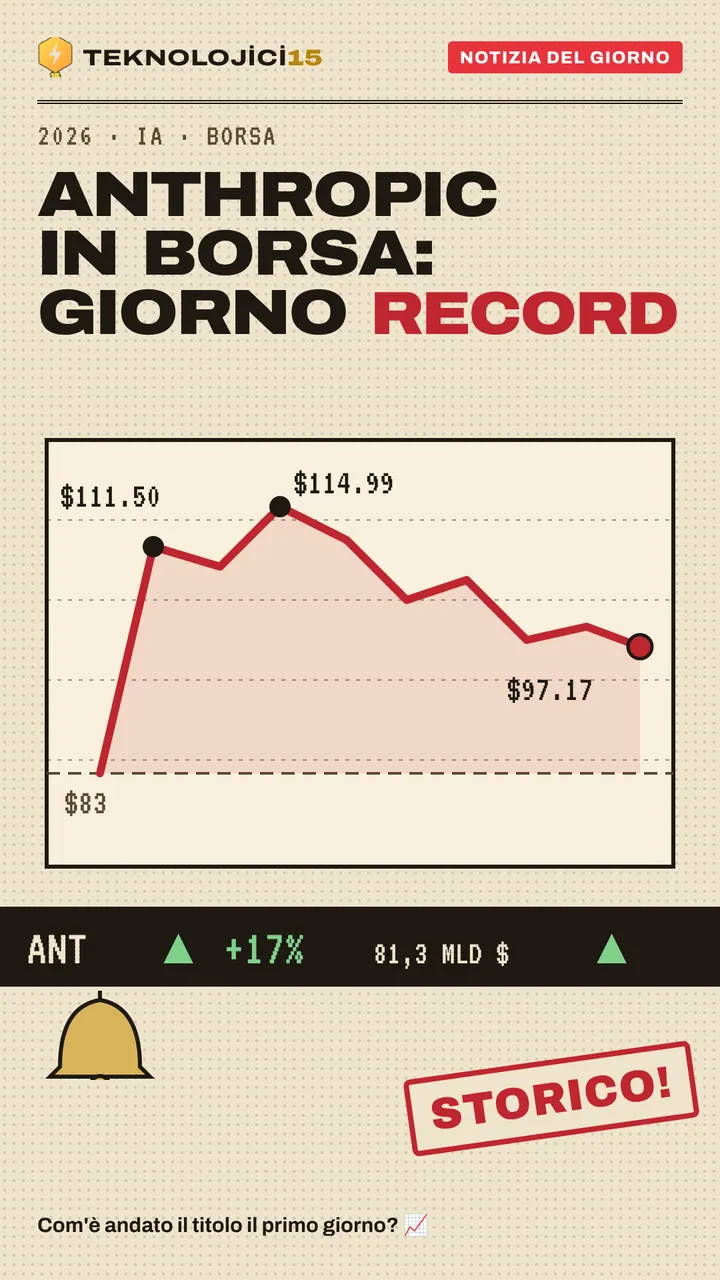 TEKNOLOJİCİ15
NOTIZIA DEL GIORNO
2026 · IA · BORSA
ANTHROPIC
IN BORSA:
GIORNO RECORD
$111.50
$114.99
$97.17
$83
ANT ▲ +17% 81,3 MLD $ ▲
STORICO!
Com'è andato il titolo il primo giorno? 📈